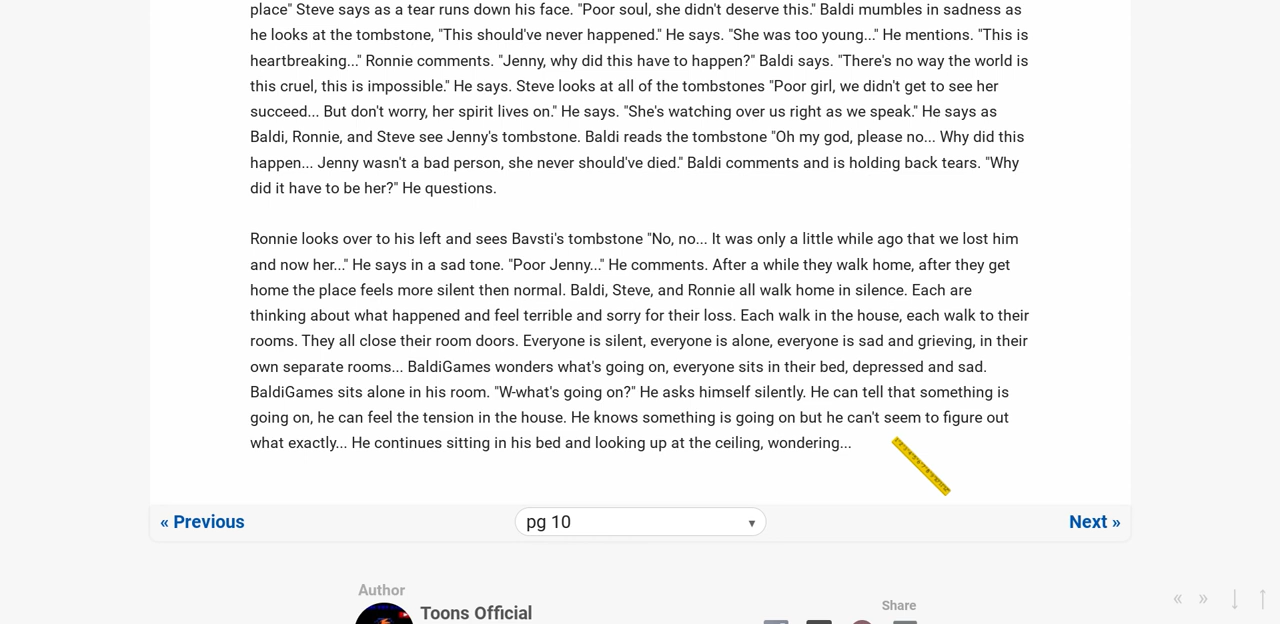 place" Steve says as a tear runs down his face. "Poor soul, she didn't deserve this." Baldi mumbles in sadness as
he looks at the tombstone, "This should've never happened." He says. "She was too young..." He mentions. "This is
heartbreaking..." Ronnie comments. "Jenny, why did this have to happen?" Baldi says. "There's no way the world is
this cruel, this is impossible." He says. Steve looks at all of the tombstones "Poor girl, we didn't get to see her
succeed... But don't worry, her spirit lives on." He says. "She's watching over us right as we speak." He says as
Baldi, Ronnie, and Steve see Jenny's tombstone. Baldi reads the tombstone "Oh my god, please no... Why did this
happen... Jenny wasn't a bad person, she never should've died." Baldi comments and is holding back tears. "Why
did it have to be her?" He questions.
Ronnie looks over to his left and sees Bavsti's tombstone "No, no... It was only a little while ago that we lost him
and now her..." He says in a sad tone. "Poor Jenny..." He comments. After a while they walk home, after they get
home the place feels more silent then normal. Baldi, Steve, and Ronnie all walk home in silence. Each are
thinking about what happened and feel terrible and sorry for their loss. Each walk in the house, each walk to their
rooms. They all close their room doors. Everyone is silent, everyone is alone, everyone is sad and grieving, in their
own separate rooms... BaldiGames wonders what's going on, everyone sits in their bed, depressed and sad.
BaldiGames sits alone in his room. "W-what's going on?" He asks himself silently. He can tell that something is
going on, he can feel the tension in the house. He knows something is going on but he can't seem to figure out
what exactly... He continues sitting in his bed and looking up at the ceiling, wondering...
« Previous
pg 10
Next »
Author
Toons Official
Share